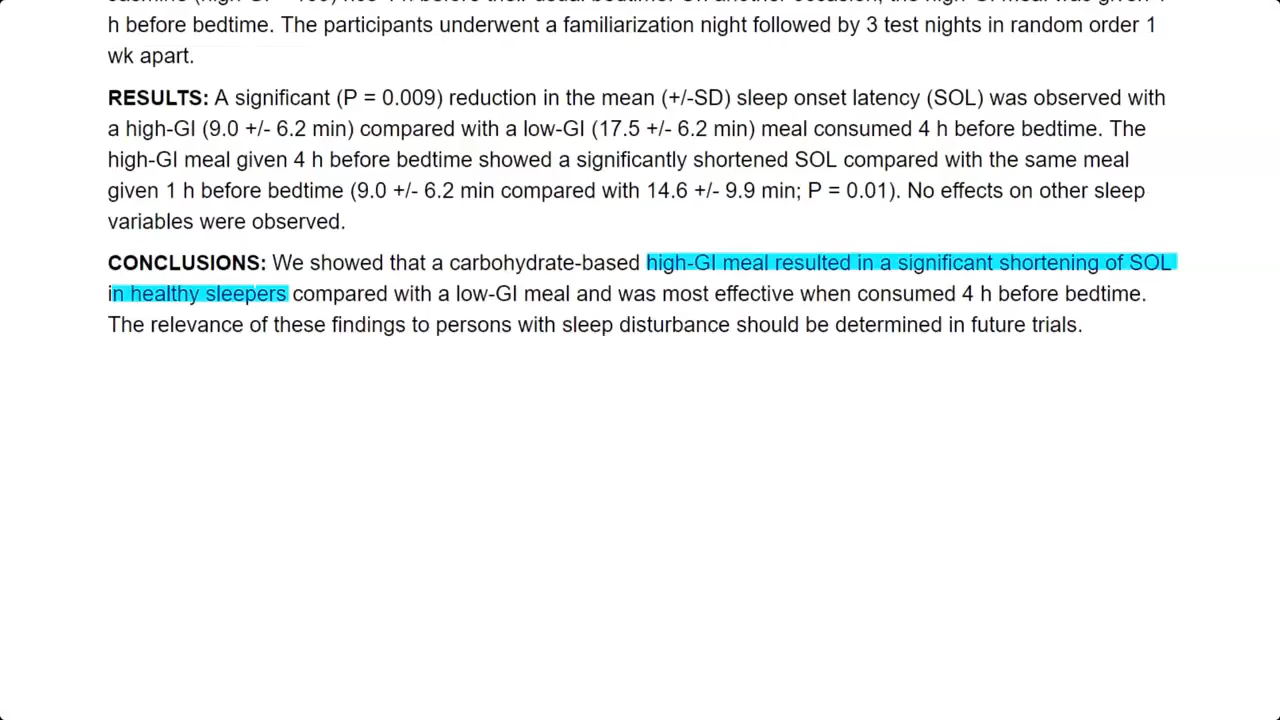 h before bedtime. The participants underwent a familiarization night followed by 3 test nights in random order 1
wk apart.
RESULTS: A significant (P = 0.009) reduction in the mean (+/-SD) sleep onset latency (SOL) was observed with
a high-GI (9.0 +/- 6.2 min) compared with a low-GI (17.5 +/- 6.2 min) meal consumed 4 h before bedtime. The
high-GI meal given 4 h before bedtime showed a significantly shortened SOL compared with the same meal
given 1 h before bedtime (9.0 +/- 6.2 min compared with 14.6 +/- 9.9 min; P = 0.01). No effects on other sleep
variables were observed.
CONCLUSIONS: We showed that a carbohydrate-based high-GI meal resulted in a significant shortening of SOL
in healthy sleepers compared with a low-GI meal and was most effective when consumed 4 h before bedtime.
The relevance of these findings to persons with sleep disturbance should be determined in future trials.